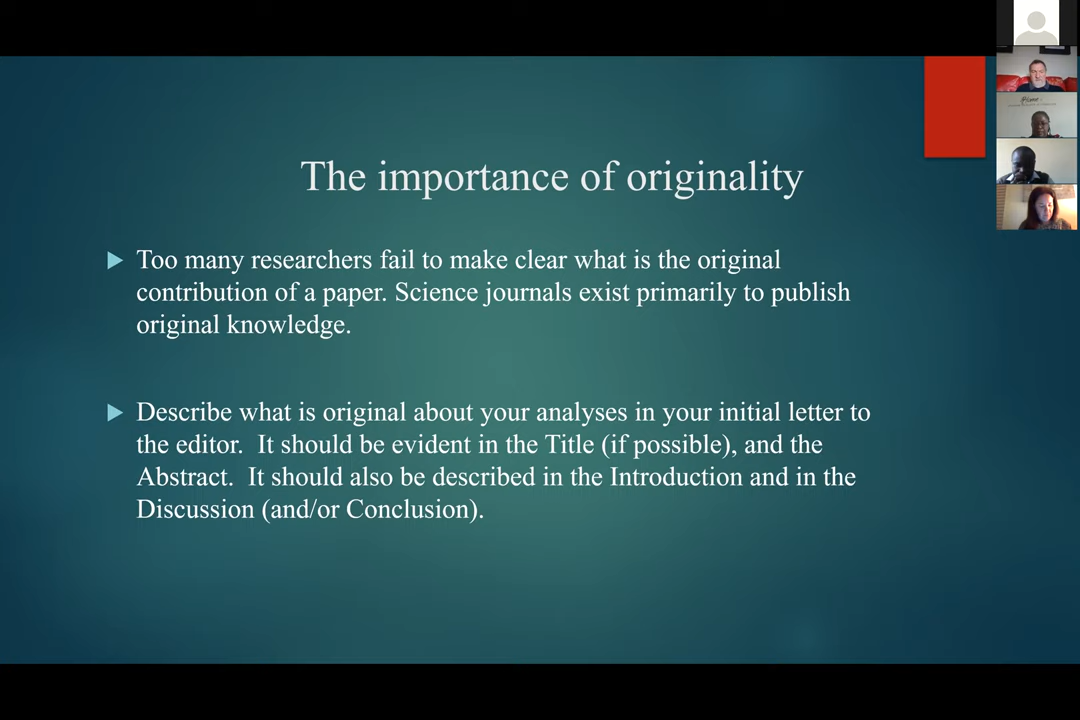 The importance of originality
Too many researchers fail to make clear what is the original
contribution of a paper. Science journals exist primarily to publish
original knowledge.
Describe what is original about your analyses in your initial letter to
the editor.  It should be evident in the Title (if possible), and the
Abstract.  It should also be described in the Introduction and in the
Discussion (and/or Conclusion).